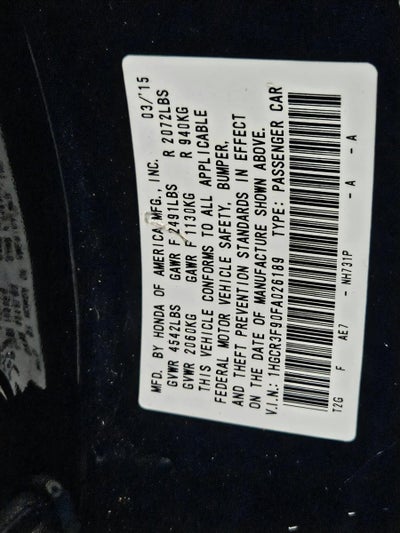 MFD. BY HONDA OF AMERICA MFG., INC. 03/'15
GVWR 4542LBS GAWR F 2491LBS R 2072LBS
GVWR 2060KG GAWR F 1130KG R 940KG
THIS VEHICLE CONFORMS TO ALL APPLICABLE
FEDERAL MOTOR VEHICLE SAFETY, BUMPER,
AND THEFT PREVENTION STANDARDS IN EFFECT
ON THE DATE OF MANUFACTURE SHOWN ABOVE.
V.I.N.: 1HGCR3F90FA026189 TYPE: PASSENGER CAR
T2G F AE7 - NH731P - A - A